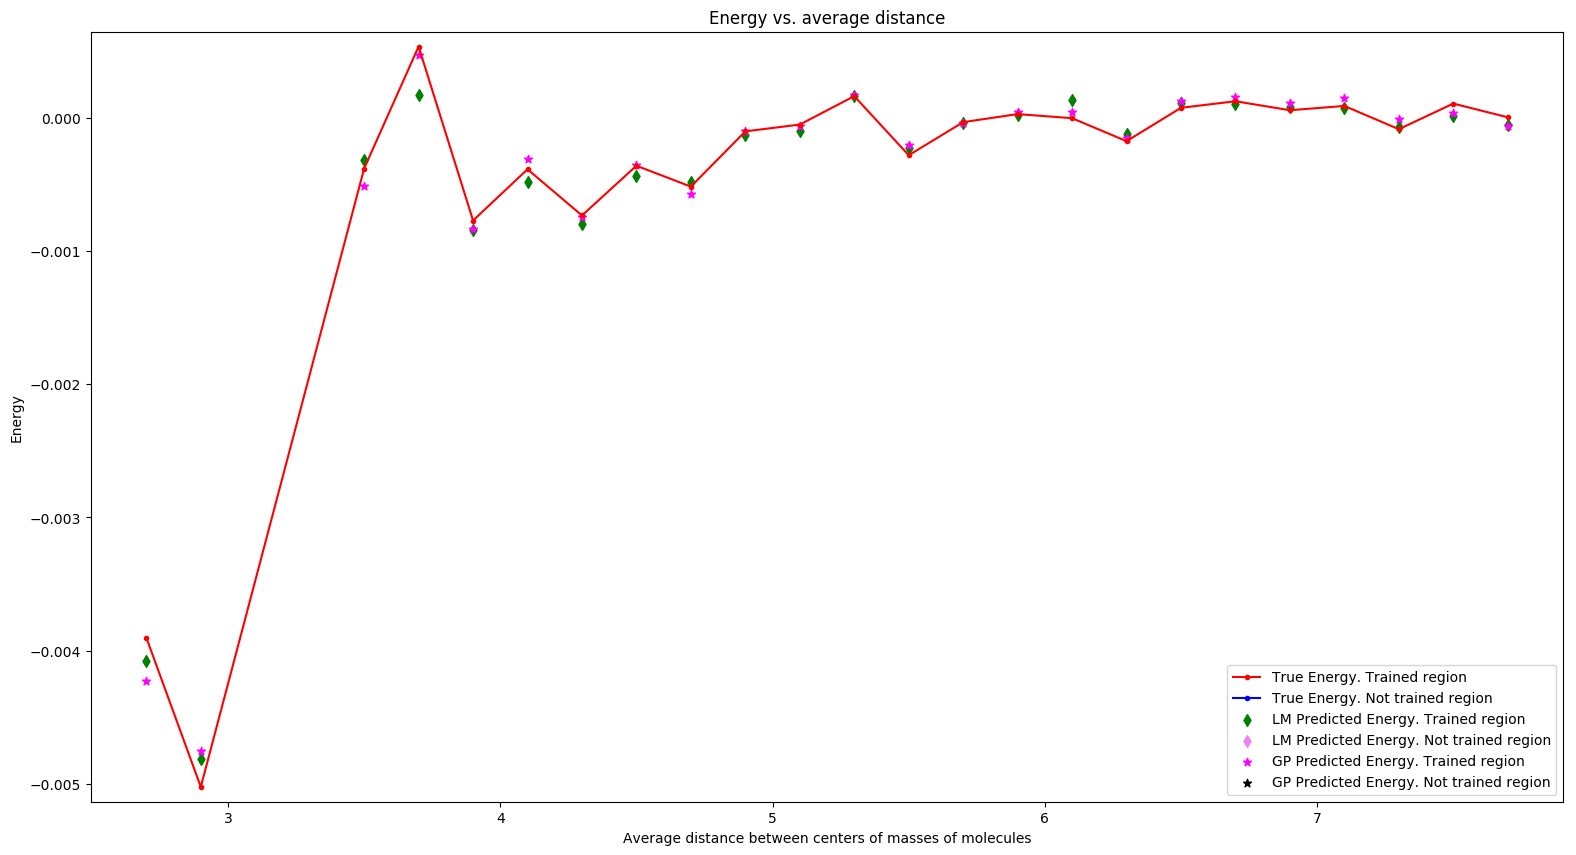 Energy vs. average distance
0.000
−0.001
−0.002
−0.003
−0.004
−0.005
Energy
3
4
5
6
7
Average distance between centers of masses of molecules
True Energy. Trained region
True Energy. Not trained region
LM Predicted Energy. Trained region
LM Predicted Energy. Not trained region
GP Predicted Energy. Trained region
GP Predicted Energy. Not trained region